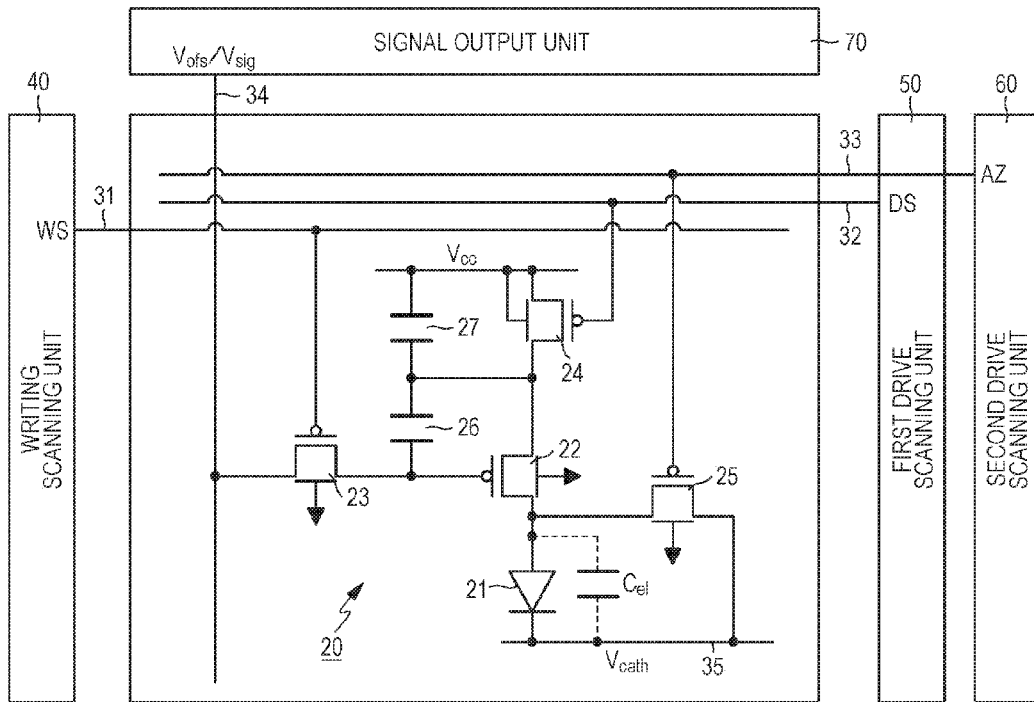 SIGNAL OUTPUT UNIT
70
Vofs/Vsig
34
40
50
60
33
AZ
31
DS
32
WS
Vcc
27
24
26
22
25
23
WRITING
SCANNING UNIT
FIRST DRIVE
SCANNING UNIT
SECOND DRIVE
SCANNING UNIT
21
Cel
20
Vcath
35